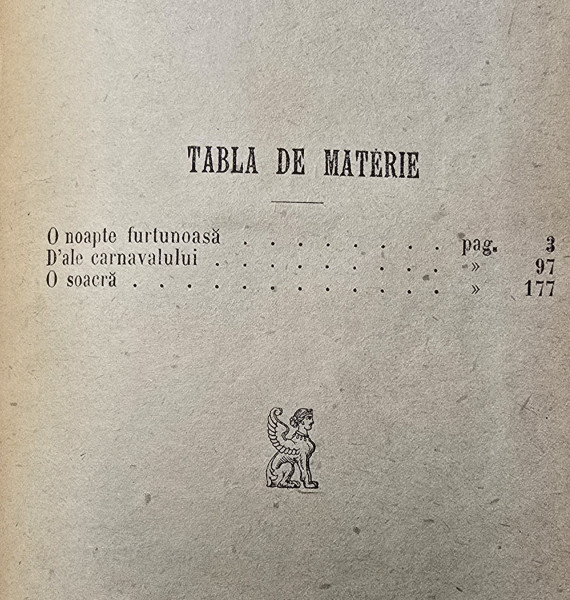 TABLA DE MATÉRIE
O noapte furtunoasă . . . . . . . . pag. 3
D'ale carnavalului . . . . . . . . . » 97
O soacră . . . . . . . . . . . . » 177